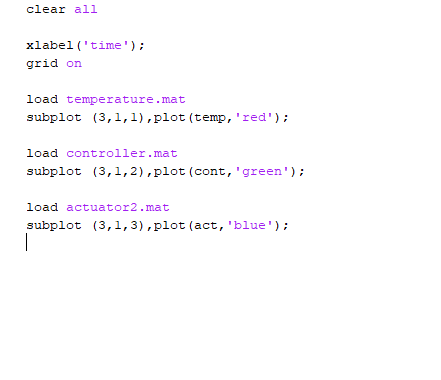 clear all
xlabel('time');
grid on
load temperature.mat
subplot (3,1,1),plot(temp,'red');
load controller.mat
subplot (3,1,2),plot(cont,'green');
load actuator2.mat
subplot (3,1,3),plot(act,'blue');